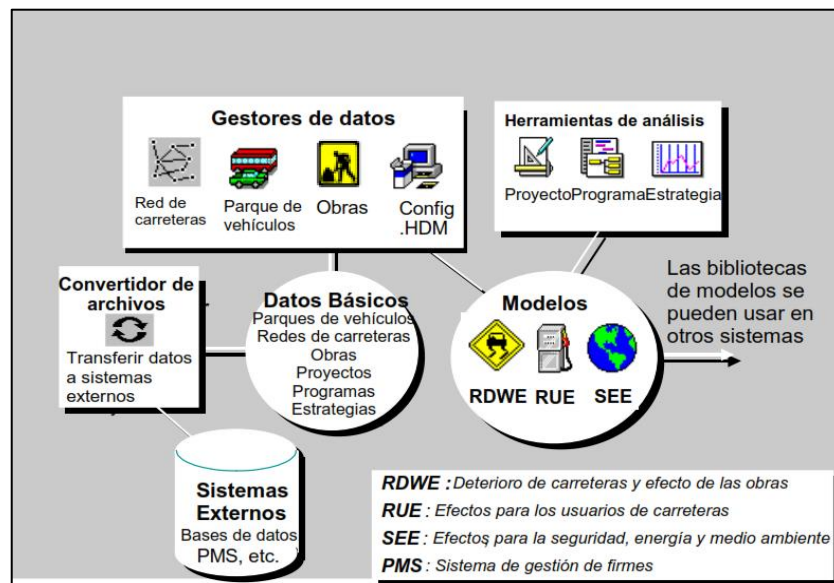 Gestores de datos
Red de
carreteras
Parque de
vehículos
Obras
Config
.HDM
Herramientas de análisis
Proyecto
Programa
Estrategia
Convertidor de
archivos
Transferir datos
a sistemas
externos
Datos Básicos
Parques de vehículos
Redes de carreteras
Obras
Proyectos
Programas
Estrategias
Modelos
RDWE
RUE
SEE
Las bibliotecas
de modelos se
pueden usar en
otros sistemas
Sistemas
Externos
Bases de datos
PMS, etc.
RDWE : Deterioro de carreteras y efecto de las obras
RUE : Efectos para los usuarios de carreteras
SEE : Efectos para la seguridad, energía y medio ambiente
PMS : Sistema de gestión de firmes